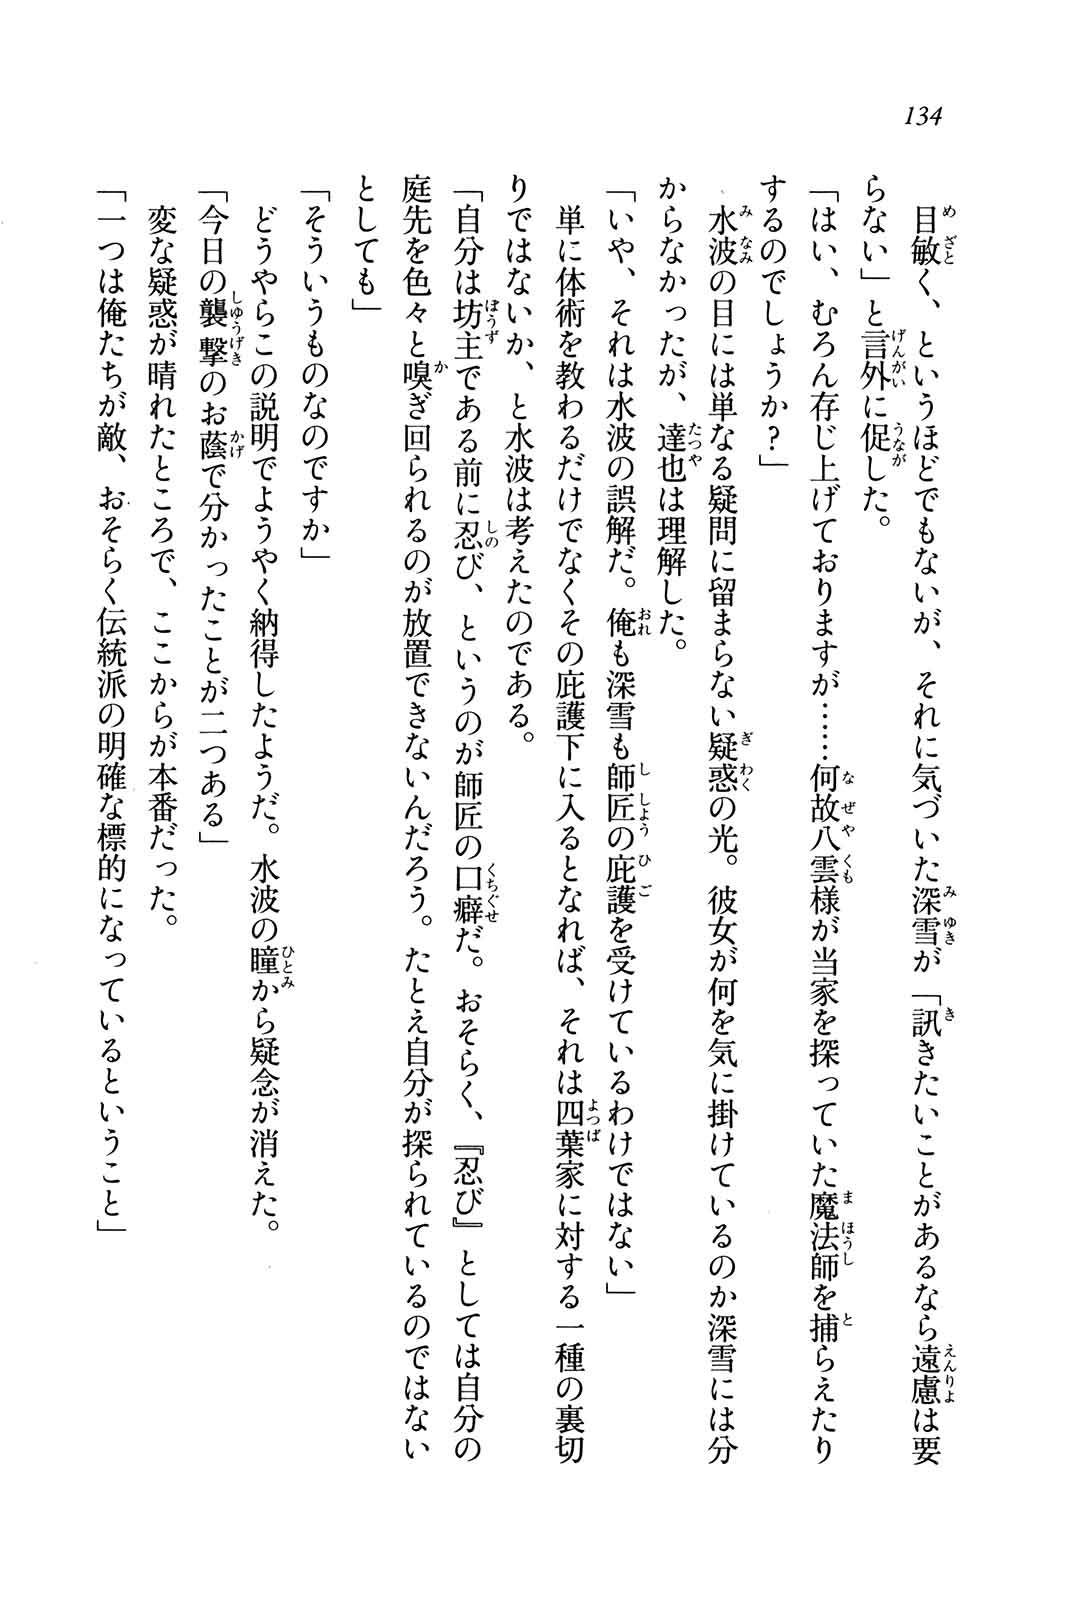 134
目敏く、というほどでもないが、それに気づいた深雪が「訊きたいことがあるなら遠慮は要
らない」と言外に促した。
「はい、むろん存じ上げておりますが……何故八雲様が当家を探っていた魔法師を捕らえたり
するのでしょうか？」
水波の目には単なる疑問に留まらない疑惑の光。彼女が何を気に掛けているのか深雪には分
からなかったが、達也は理解した。
「いや、それは水波の誤解だ。俺も深雪も師匠の庇護を受けているわけではない」
単に体術を教わるだけでなくその庇護下に入るとなれば、それは四葉家に対する一種の裏切
りではないか、と水波は考えたのである。
「自分は坊主である前に忍び、というのが師匠の口癖だ。おそらく、『忍び』としては自分の
庭先を色々と嗅ぎ回られるのが放置できないんだろう。たとえ自分が探られているのではない
としても」
「そういうものなのですか」
どうやらこの説明でようやく納得したようだ。水波の瞳から疑念が消えた。
「今日の襲撃のお蔭で分かったことが二つある」
変な疑惑が晴れたところで、ここからが本番だった。
「一つは俺たちが敵、おそらく伝統派の明確な標的になっているということ」